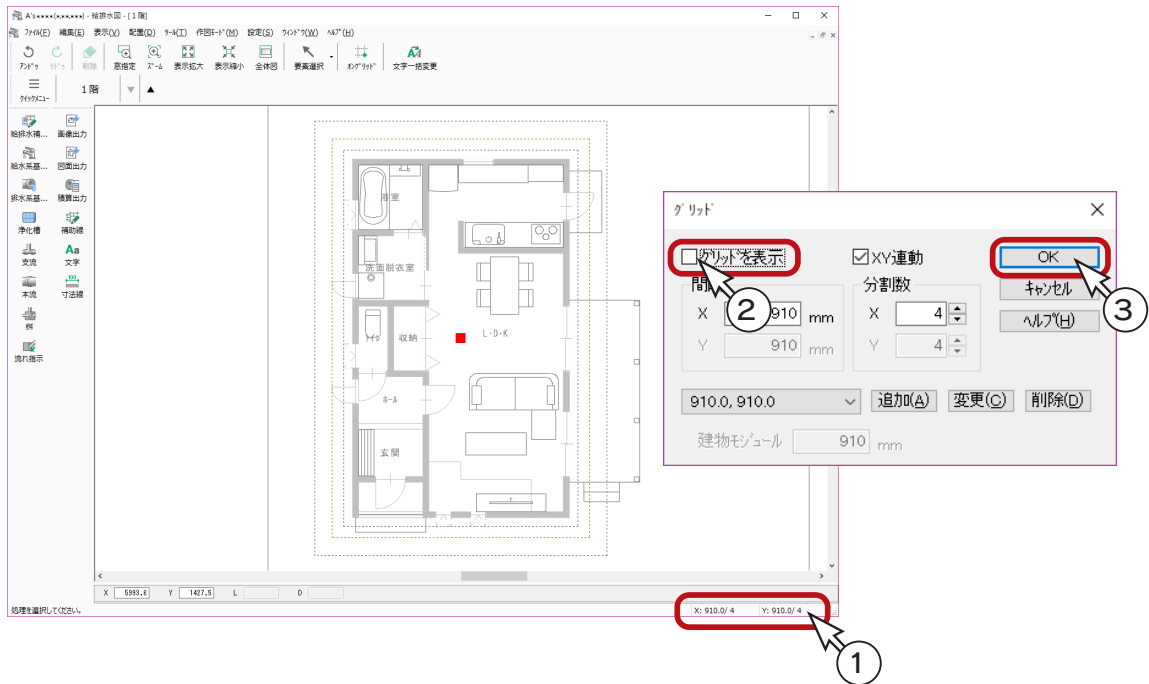 A's****(*.**.***) - 給排水図 - [ 1 階]
ﾌｧｲﾙ(F) 編集(E) 表示(V) 配置(D) ﾂｰﾙ(T) 作図ﾓｰﾄﾞ(M) 設定(S) ｳｨﾝﾄﾞｳ(W) ﾍﾙﾌﾟ(H)
ｱﾝﾄﾞｩ ﾘﾄﾞｩ 削除 窓指定 ｽﾞｰﾑ 表示拡大 表示縮小 全体図 要素選択 ｵﾝｸﾞﾘｯﾄﾞ 文字一括変更
ｸｲｯｸﾒﾆｭｰ 1 階 ▼ ▲
給排水補... 画像出力
給水系基... 図面出力
排水系基... 積算出力
浄化槽 補助線
支流 文字
本流 寸法線
桝
流れ指示
浴室
洗面脱衣室
ﾄｲﾚ
収納
L・D・K
ホール
玄関
X 5993.6 Y 1427.5 L D
処理を選択してください。
X: 910.0/ 4 Y: 910.0/ 4
1
ｸﾞﾘｯﾄﾞ
グリッドを表示 XY連動 OK
間 分割数 キャンセル
X 910 mm X 4 ヘルプ(H)
Y 910 mm Y 4
2
3
910.0, 910.0 追加(A) 変更(C) 削除(D)
建物モジュール 910 mm